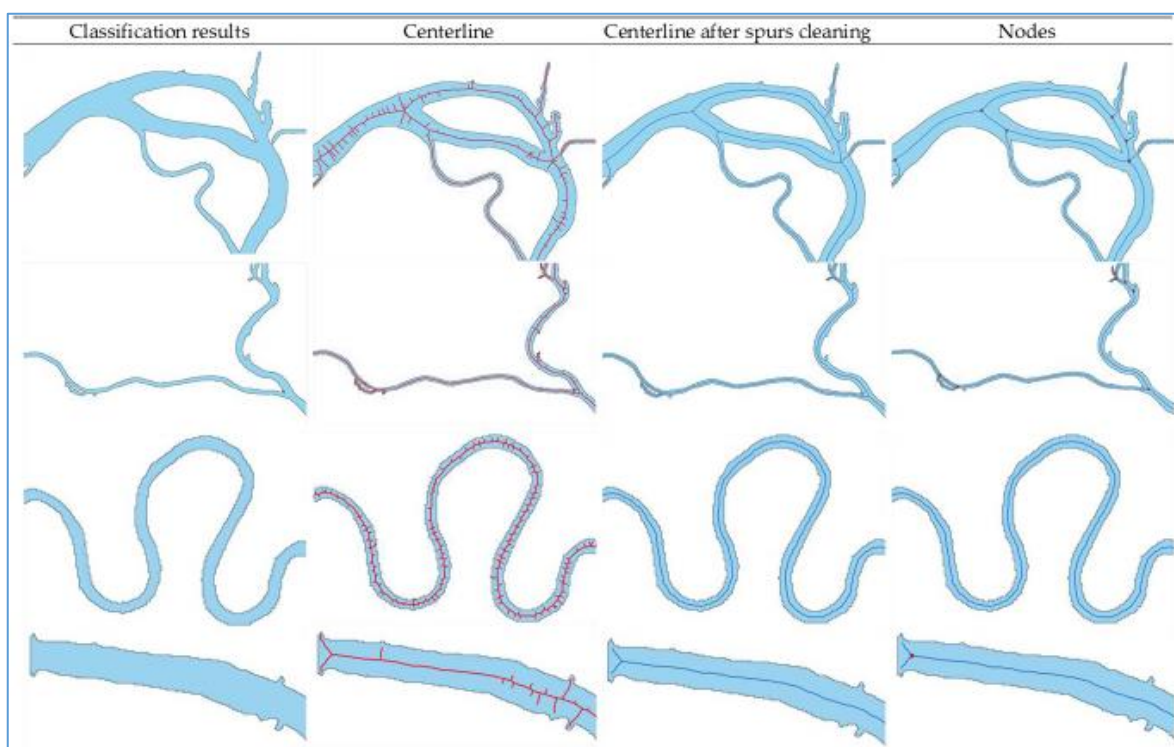 Classification results
Centerline
Centerline after spurs cleaning
Nodes